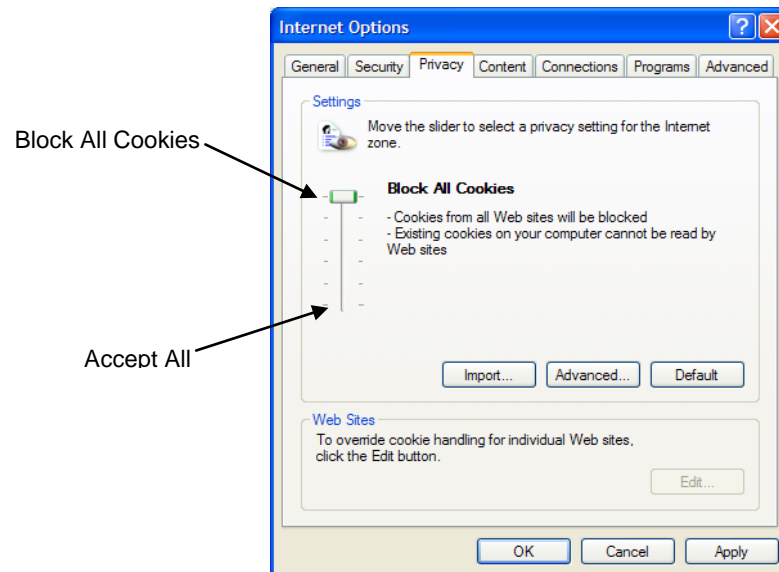 Internet Options
General Security Privacy Content Connections Programs Advanced
Settings
Move the slider to select a privacy setting for the Internet
zone.
Block All Cookies
Block All Cookies
- Cookies from all Web sites will be blocked
- Existing cookies on your computer cannot be read by
Web sites
Accept All
Import... Advanced... Default
Web Sites
To override cookie handling for individual Web sites,
click the Edit button.
Edit...
OK Cancel Apply